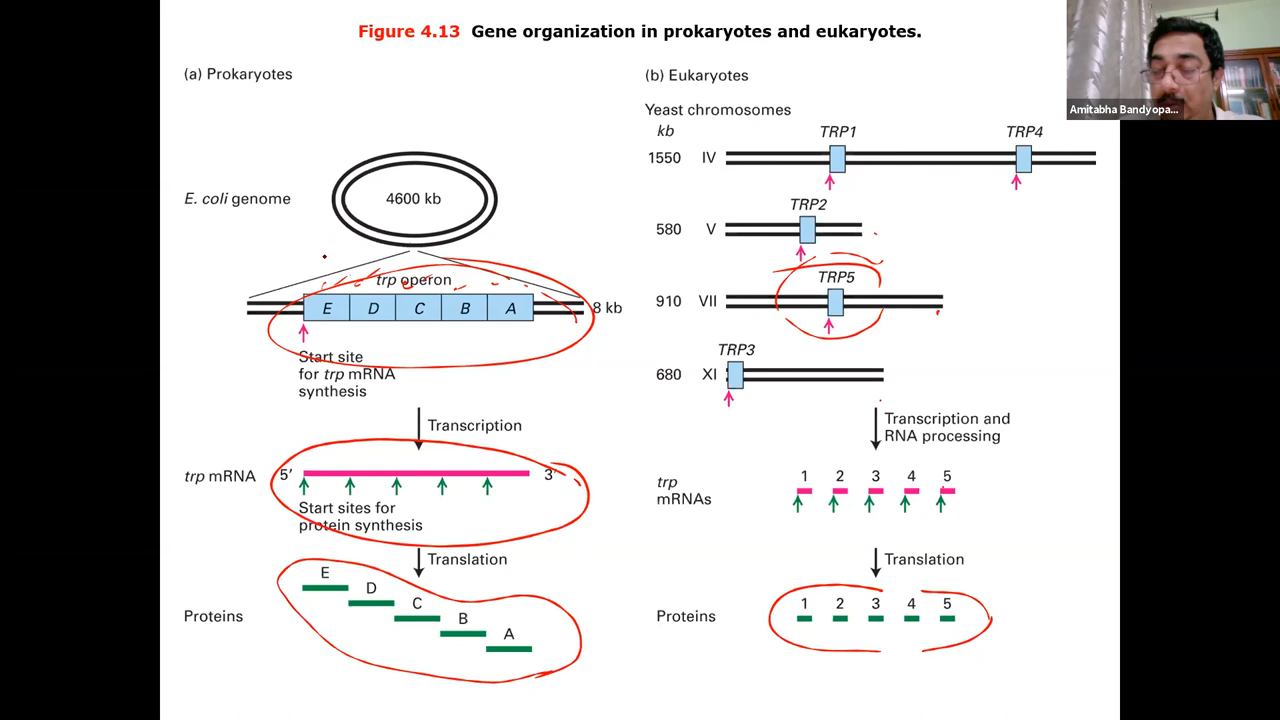 Figure 4.13 Gene organization in prokaryotes and eukaryotes.
Amitabha Bandyopa...
(a) Prokaryotes
E. coli genome
4600 kb
trp operon
E D C B A
8 kb
Start site
for trp mRNA
synthesis
Transcription
trp mRNA
5′ 3′
Start sites for
protein synthesis
Translation
Proteins
E
D
C
B
A
(b) Eukaryotes
Yeast chromosomes
kb
TRP1 TRP4
1550 IV
TRP2
580 V
TRP5
910 VII
TRP3
680 XI
Transcription and
RNA processing
trp
mRNAs
1 2 3 4 5
Translation
Proteins
1 2 3 4 5